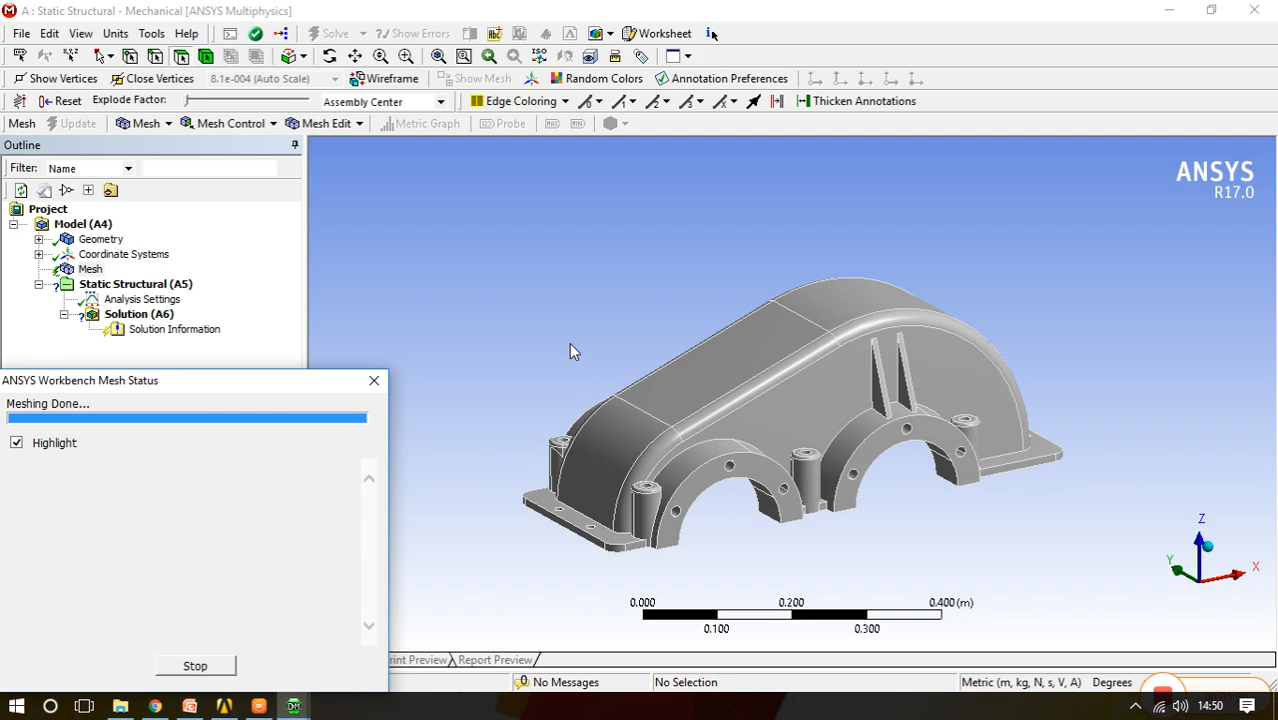 A : Static Structural - Mechanical [ANSYS Multiphysics]
File Edit View Units Tools Help Solve Show Errors Worksheet
Show Vertices Close Vertices 8.1e-004 (Auto Scale) Wireframe Show Mesh Random Colors Annotation Preferences
Reset Explode Factor: Assembly Center Edge Coloring Thicken Annotations
Mesh Update Mesh Mesh Control Mesh Edit Metric Graph Probe MAX MIN
Outline
Filter: Name
Project
Model (A4)
Geometry
Coordinate Systems
Mesh
Static Structural (A5)
Analysis Settings
Solution (A6)
Solution Information
ANSYS Workbench Mesh Status
Meshing Done...
Highlight
Stop
ANSYS
R17.0
Z
Y
X
0.000 0.200 0.400 (m)
0.100 0.300
rint Preview Report Preview
No Messages No Selection Metric (m, kg, N, s, V, A) Degrees
14:50